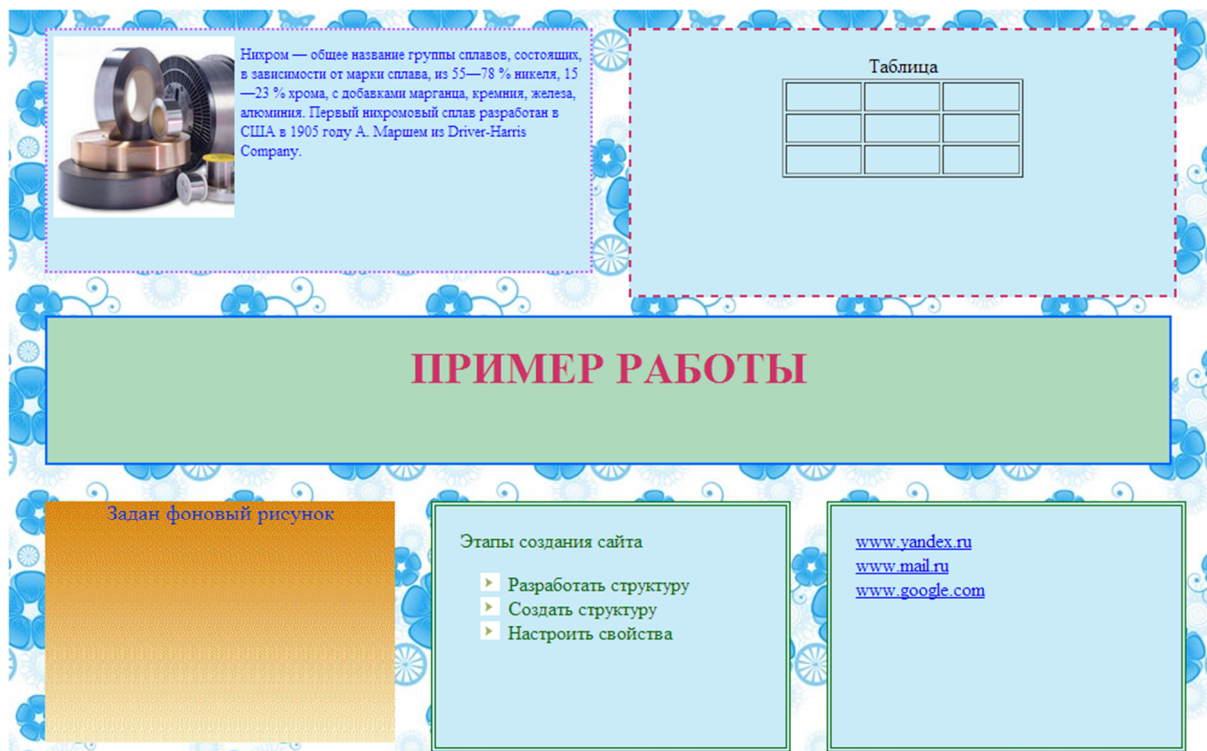 Нихром — общее название группы сплавов, состоящих,
в зависимости от марки сплава, из 55—78 % никеля, 15
—23 % хрома, с добавками марганца, кремния, железа,
алюминия. Первый нихромовый сплав разработан в
США в 1905 году А. Маршем из Driver-Harris
Company.
Таблица
ПРИМЕР РАБОТЫ
Задан фоновый рисунок
Этапы создания сайта
Разработать структуру
Создать структуру
Настроить свойства
www.yandex.ru
www.mail.ru
www.google.com